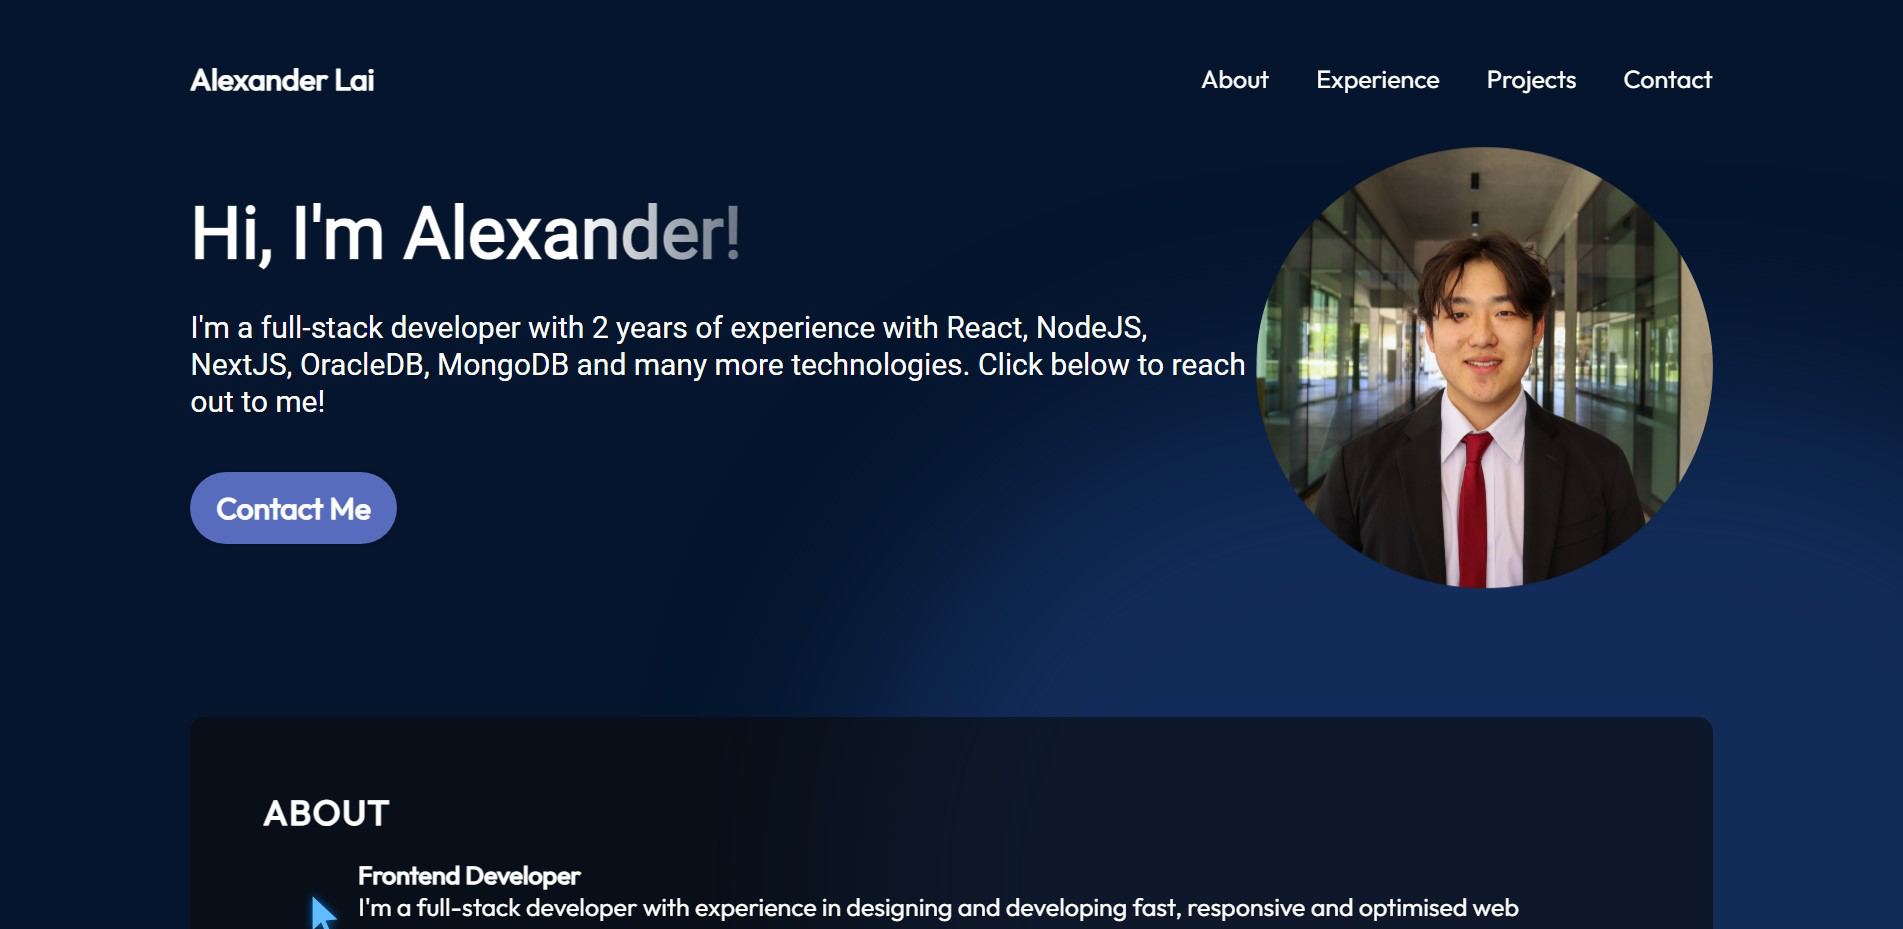 Alexander Lai
About Experience Projects Contact
Hi, I'm Alexander!
I'm a full-stack developer with 2 years of experience with React, NodeJS,
NextJS, OracleDB, MongoDB and many more technologies. Click below to reach
out to me!
Contact Me
ABOUT
Frontend Developer
I'm a full-stack developer with experience in designing and developing fast, responsive and optimised web